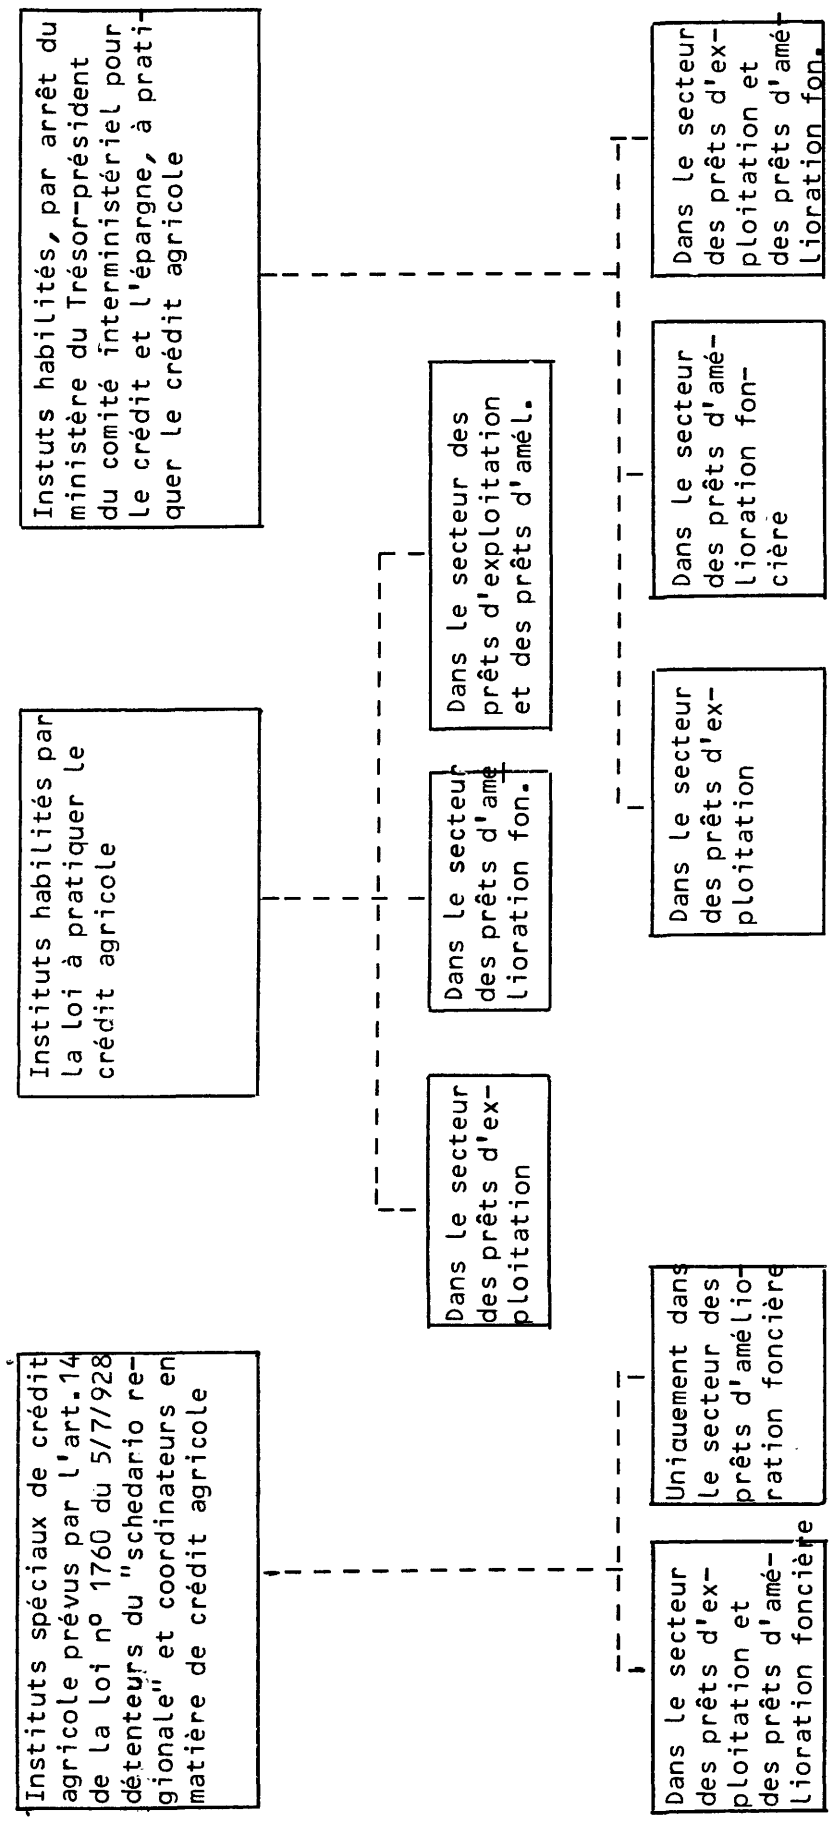 Instituts spéciaux de crédit
agricole prévus par l'art.14
de la loi nº 1760 du 5/7/928
détenteurs du "schedario re-
gionale" et coordinateurs en
matière de crédit agricole
Instituts habilités par
la loi à pratiquer le
crédit agricole
Instuts habilités, par arrêt du
ministère du Trésor-président
du comité interministériel pour
le crédit et l'épargne, à prati-
quer le crédit agricole
Dans le secteur
des prêts d'ex-
ploitation
Dans le secteur
des prêts d'amé-
lioration fon.
Dans le secteur des
prêts d'exploitation
et des prêts d'amél.
Dans le secteur
des prêts d'ex-
ploitation et
des prêts d'amé-
lioration foncière
Uniquement dans
le secteur des
prêts d'amélio-
ration foncière
Dans le secteur
des prêts d'ex-
ploitation
Dans le secteur
des prêts d'amé-
lioration fon-
cière
Dans le secteur
des prêts d'ex-
ploitation et
des prêts d'amé-
lioration fon.